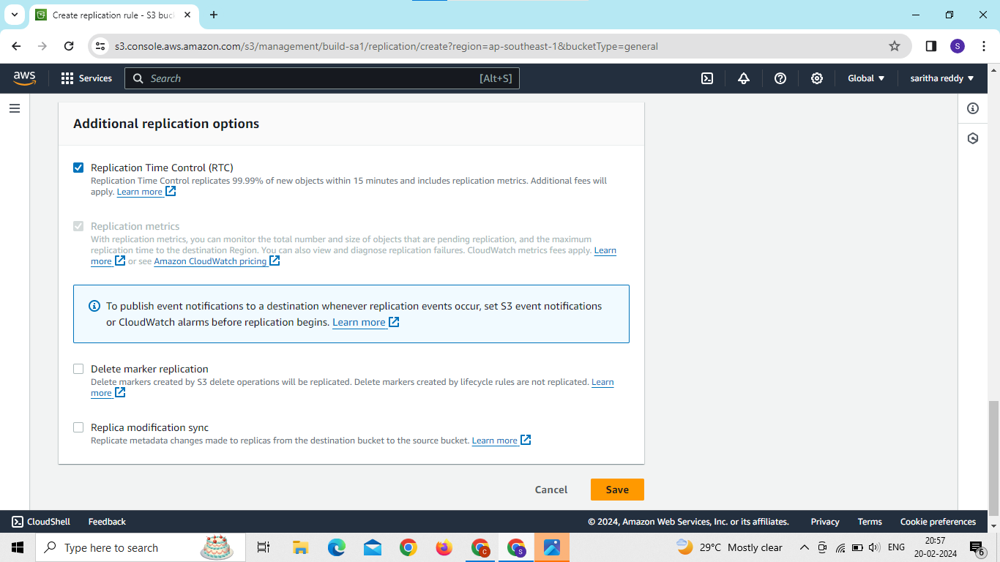 Create replication rule - S3 buc
s3.console.aws.amazon.com/s3/management/build-sa1/replication/create?region=ap-southeast-1&bucketType=general
S
aws
Services
Search
[Alt+S]
Global
saritha reddy
Additional replication options
Replication Time Control (RTC)
Replication Time Control replicates 99.99% of new objects within 15 minutes and includes replication metrics. Additional fees will
apply. Learn more
Replication metrics
With replication metrics, you can monitor the total number and size of objects that are pending replication, and the maximum
replication time to the destination Region. You can also view and diagnose replication failures. CloudWatch metrics fees apply. Learn
more or see Amazon CloudWatch pricing
To publish event notifications to a destination whenever replication events occur, set S3 event notifications
or CloudWatch alarms before replication begins. Learn more
Delete marker replication
Delete markers created by S3 delete operations will be replicated. Delete markers created by lifecycle rules are not replicated. Learn
more
Replica modification sync
Replicate metadata changes made to replicas from the destination bucket to the source bucket. Learn more
Cancel
Save
CloudShell
Feedback
© 2024, Amazon Web Services, Inc. or its affiliates.
Privacy
Terms
Cookie preferences
Type here to search
C
S
29°C Mostly clear
ENG
20:57
20-02-2024
6